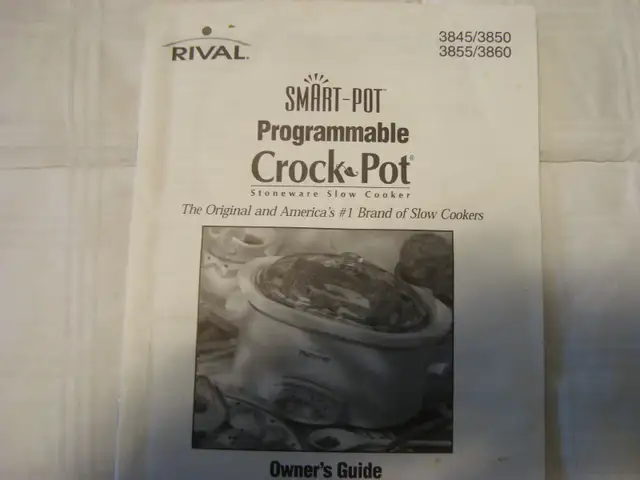 RIVAL.
3845/3850
3855/3860
SMART-POT™
Programmable
Crock-Pot®
Stoneware Slow Cooker
The Original and America's #1 Brand of Slow Cookers
Owner's Guide